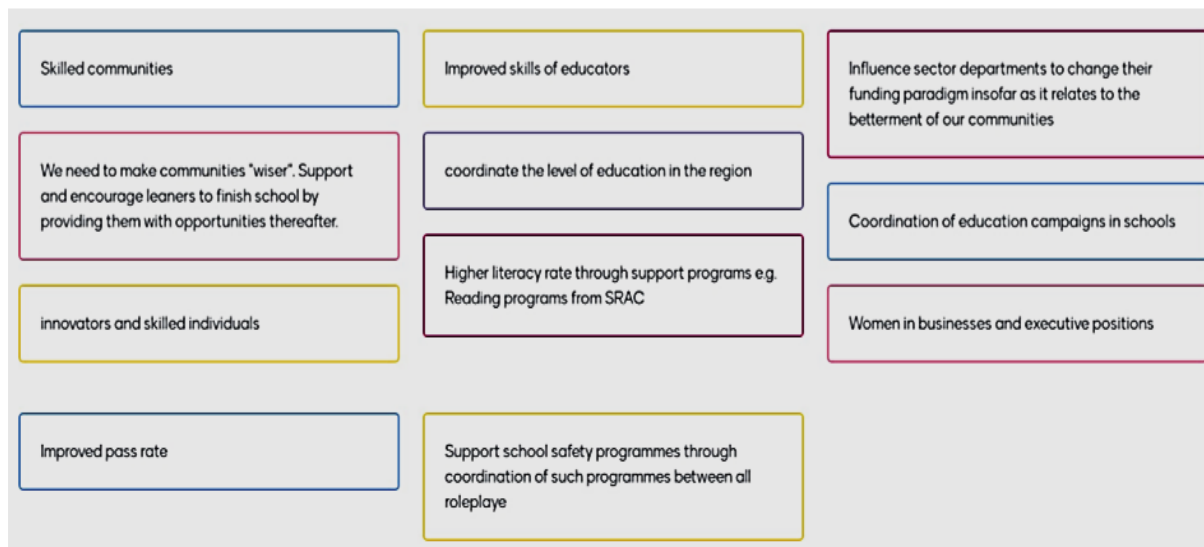 Skilled communities
We need to make communities "wiser". Support
and encourage leaners to finish school by
providing them with opportunities thereafter.
innovators and skilled individuals
Improved pass rate
Improved skills of educators
coordinate the level of education in the region
Higher literacy rate through support programs e.g.
Reading programs from SRAC
Support school safety programmes through
coordination of such programmes between all
roleplaye
Influence sector departments to change their
funding paradigm insofar as it relates to the
betterment of our communities
Coordination of education campaigns in schools
Women in businesses and executive positions